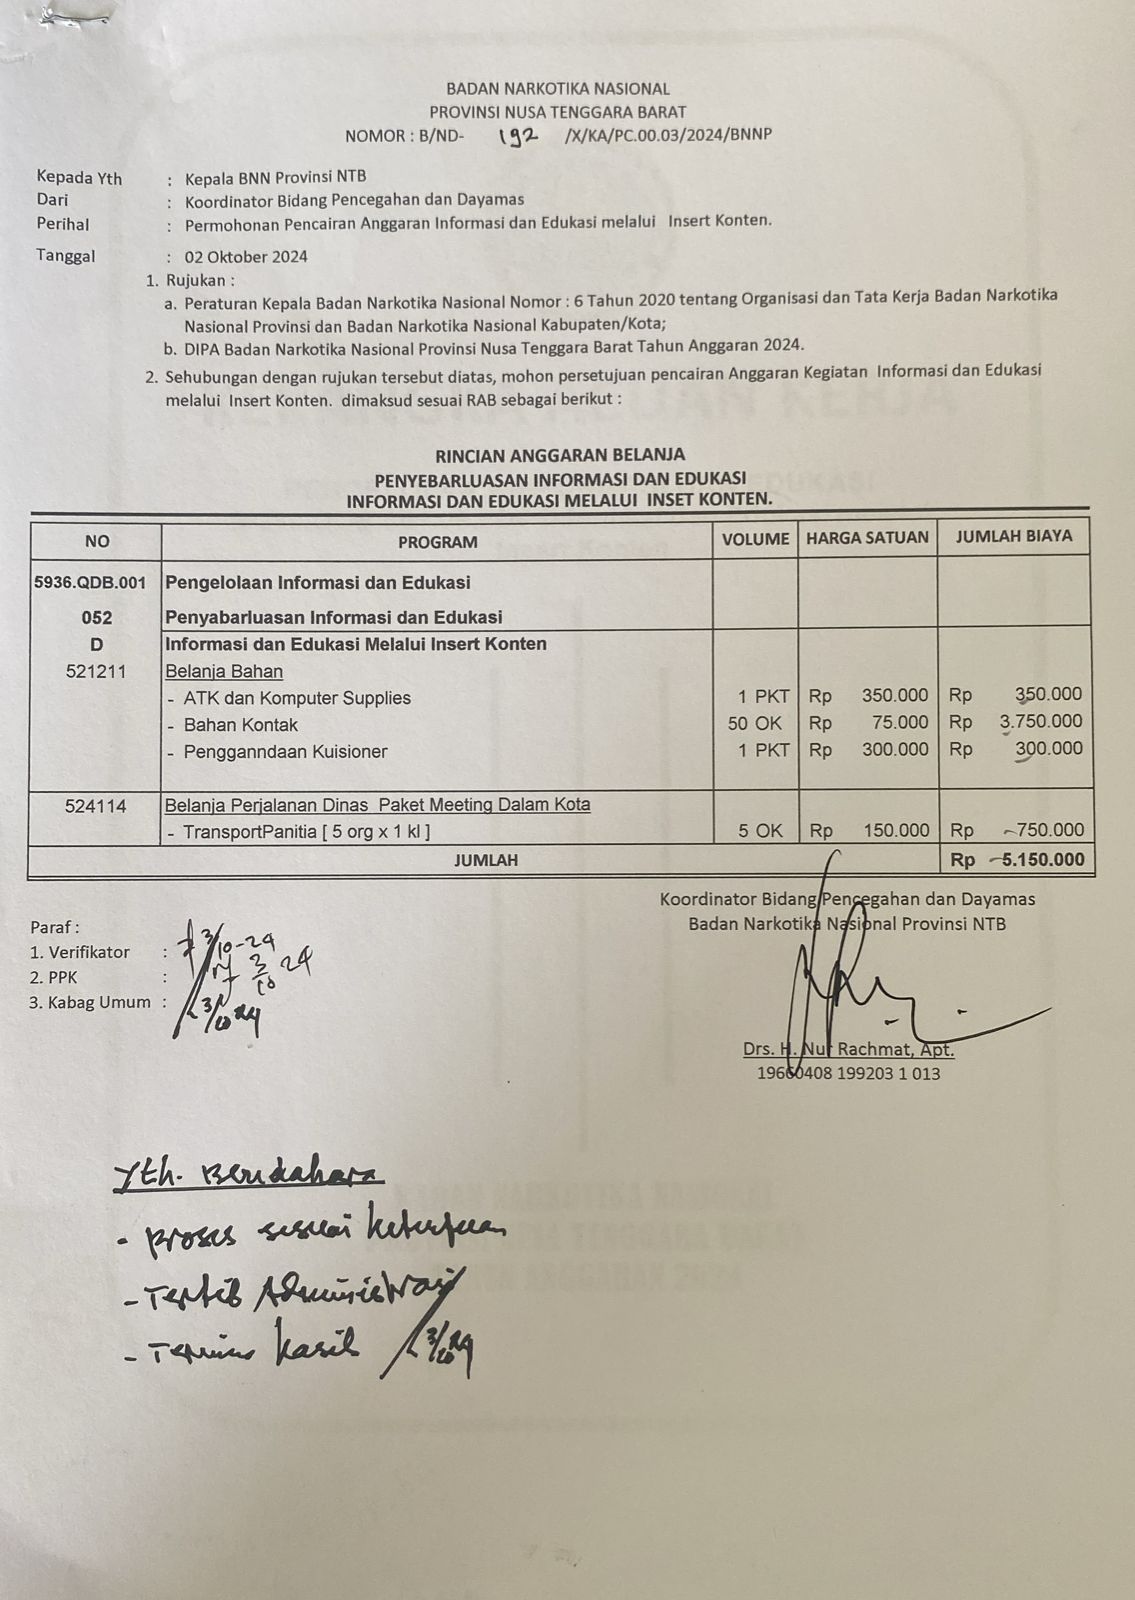 BADAN NARKOTIKA NASIONAL
PROVINSI NUSA TENGGARA BARAT
NOMOR : B/ND- 192 /X/KA/PC.00.03/2024/BNNP
Kepada Yth : Kepala BNN Provinsi NTB
Dari : Koordinator Bidang Pencegahan dan Dayamas
Perihal : Permohonan Pencairan Anggaran Informasi dan Edukasi melalui Insert Konten.
Tanggal : 02 Oktober 2024
1. Rujukan :
a. Peraturan Kepala Badan Narkotika Nasional Nomor : 6 Tahun 2020 tentang Organisasi dan Tata Kerja Badan Narkotika
Nasional Provinsi dan Badan Narkotika Nasional Kabupaten/Kota;
b. DIPA Badan Narkotika Nasional Provinsi Nusa Tenggara Barat Tahun Anggaran 2024.
2. Sehubungan dengan rujukan tersebut diatas, mohon persetujuan pencairan Anggaran Kegiatan Informasi dan Edukasi
melalui Insert Konten. dimaksud sesuai RAB sebagai berikut :
RINCIAN ANGGARAN BELANJA
PENYEBARLUASAN INFORMASI DAN EDUKASI
INFORMASI DAN EDUKASI MELALUI INSET KONTEN.
NO PROGRAM VOLUME HARGA SATUAN JUMLAH BIAYA
5936.QDB.001 Pengelolaan Informasi dan Edukasi
052 Penyabarluasan Informasi dan Edukasi
D Informasi dan Edukasi Melalui Insert Konten
521211 Belanja Bahan
- ATK dan Komputer Supplies 1 PKT Rp 350.000 Rp 350.000
- Bahan Kontak 50 OK Rp 75.000 Rp 3.750.000
- Pengganndaan Kuisioner 1 PKT Rp 300.000 Rp 300.000
524114 Belanja Perjalanan Dinas Paket Meeting Dalam Kota
- TransportPanitia [ 5 org x 1 kl ] 5 OK Rp 150.000 Rp 750.000
JUMLAH Rp 5.150.000
Koordinator Bidang Pencegahan dan Dayamas
Badan Narkotika Nasional Provinsi NTB
Paraf :
1. Verifikator : 3/10-24
2. PPK : 3/10 24
3. Kabag Umum : 3/10 24
Drs. H. Nur Rachmat, Apt.
19660408 199203 1 013
Yth. Bendahara
- proses sesuai ketentuan
- Tertib Administrasi
- Terima kasih 3/10 24